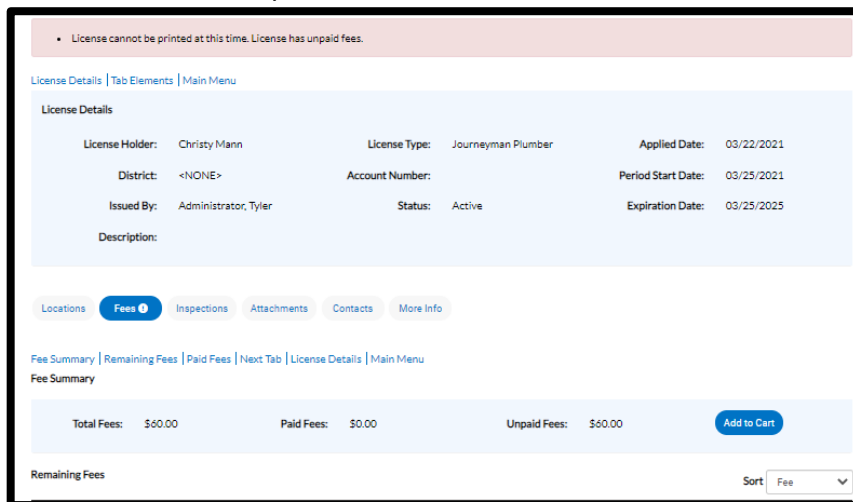 License cannot be printed at this time. License has unpaid fees.
License Details | Tab Elements | Main Menu
License Details
License Holder: Christy Mann License Type: Journeyman Plumber Applied Date: 03/22/2021
District: <NONE> Account Number: Period Start Date: 03/25/2021
Issued By: Administrator, Tyler Status: Active Expiration Date: 03/25/2025
Description:
Locations Fees Inspections Attachments Contacts More Info
Fee Summary | Remaining Fees | Paid Fees | Next Tab | License Details | Main Menu
Fee Summary
Total Fees: $60.00 Paid Fees: $0.00 Unpaid Fees: $60.00 Add to Cart
Remaining Fees Sort Fee